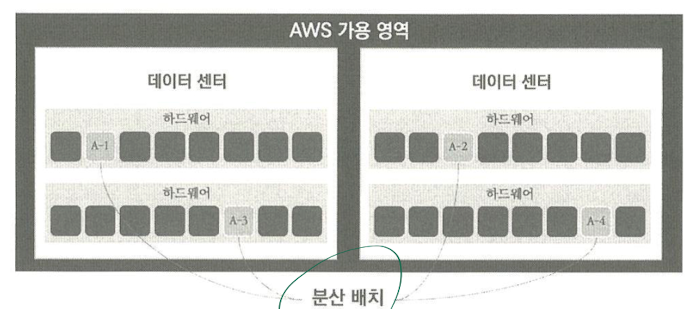 AWS 가용 영역
데이터 센터
하드웨어
A-1
하드웨어
A-3
데이터 센터
하드웨어
A-2
하드웨어
A-4
분산 배치